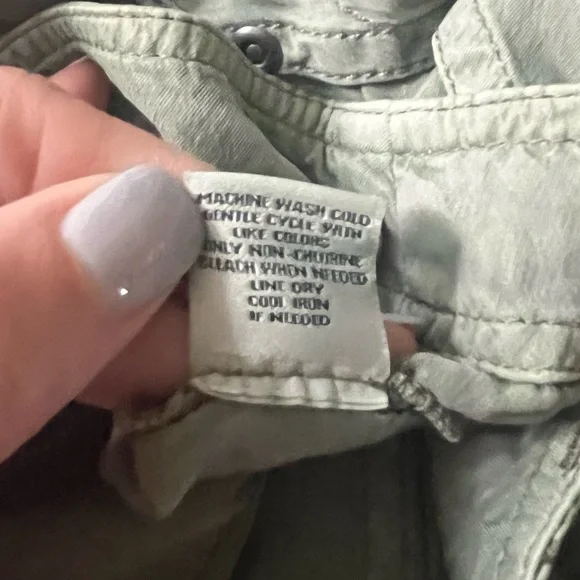 MACHINE WASH COLD
GENTLE CYCLE WITH
LIKE COLORS
ONLY NON-CHLORINE
BLEACH WHEN NEEDED
LINE DRY
COOL IRON
IF NEEDED